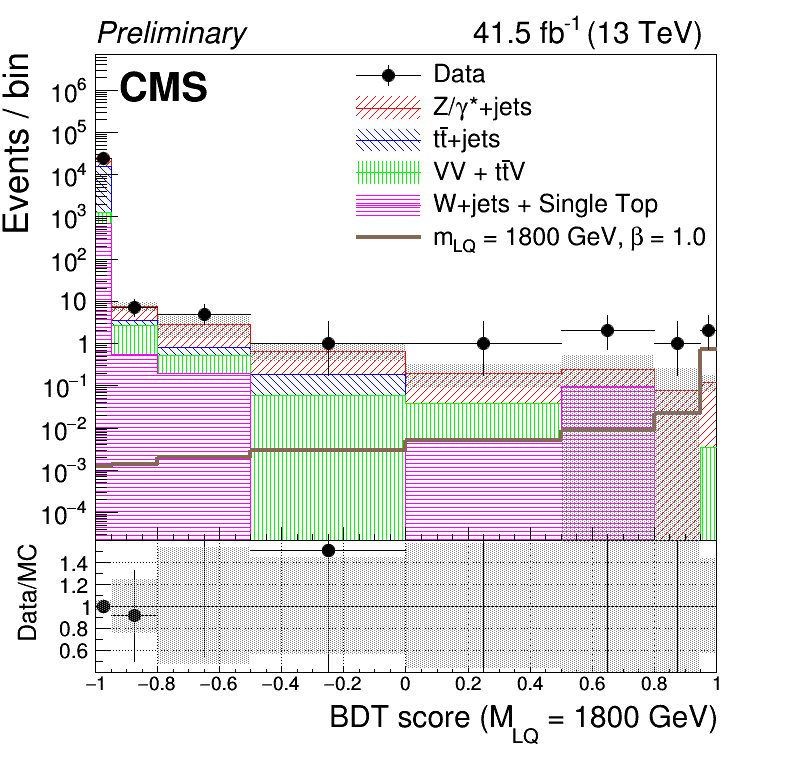 Preliminary 41.5 fb⁻¹ (13 TeV)
CMS
Events / bin
Data
Z/γ*+jets
tt̄+jets
VV + tt̄V
W+jets + Single Top
m_LQ = 1800 GeV, β = 1.0
10⁶
10⁵
10⁴
10³
10²
10
1
10⁻¹
10⁻²
10⁻³
10⁻⁴
Data/MC
1.4
1.2
1
0.8
0.6
−1 −0.8 −0.6 −0.4 −0.2 0 0.2 0.4 0.6 0.8 1
BDT score (M_LQ = 1800 GeV)